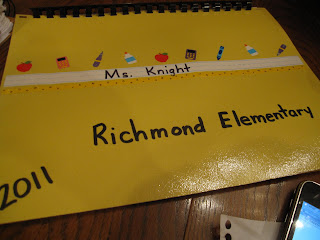 Ms. Knight
Richmond Elementary
2011